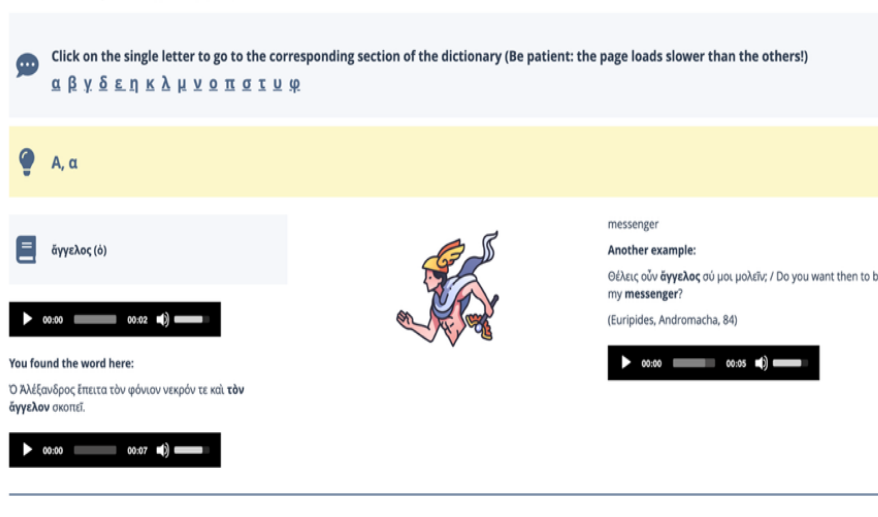 Click on the single letter to go to the corresponding section of the dictionary (Be patient: the page loads slower than the others!)
α β γ δ ε η κ λ μ ν ο π σ τ υ φ
Α, α
ἄγγελος (ὁ)
00:00 00:02
You found the word here:
Ὁ Ἀλέξανδρος ἔπειτα τὸν φόνιον νεκρόν τε καὶ τὸν
ἄγγελον σκοπεῖ.
00:00 00:07
messenger
Another example:
Θέλεις οὖν ἄγγελος σύ μοι μολεῖν; / Do you want then to b
my messenger?
(Euripides, Andromacha, 84)
00:00 00:05